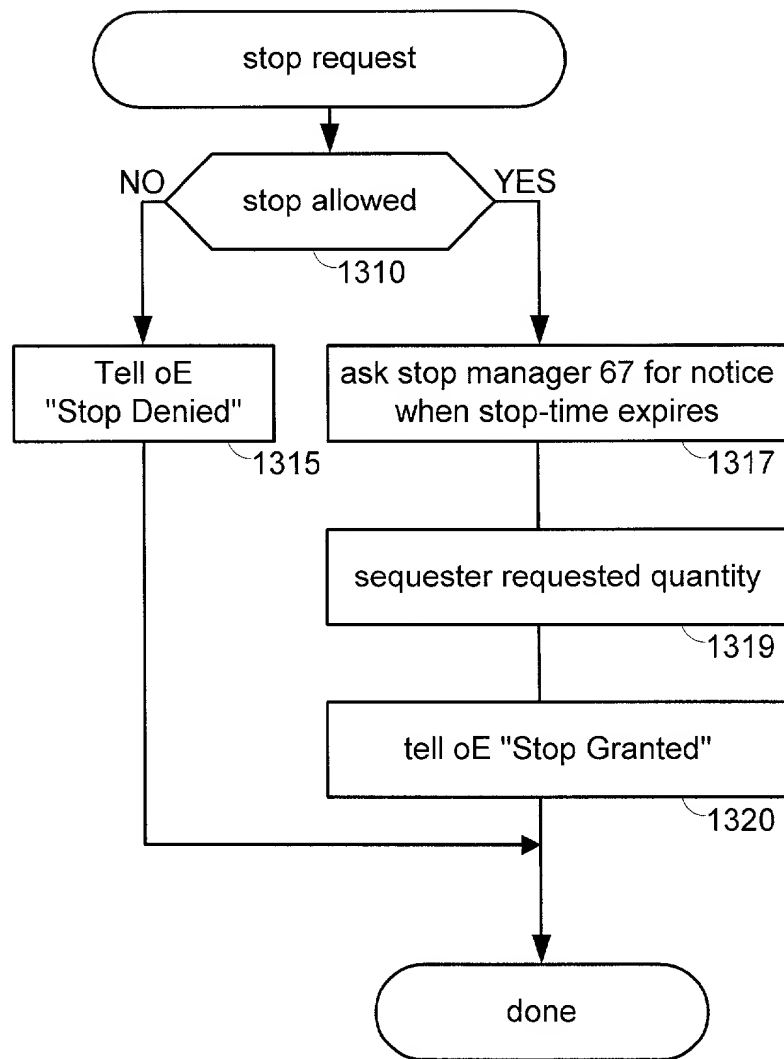 stop request
NO
YES
stop allowed
1310
Tell oE
"Stop Denied"
1315
ask stop manager 67 for notice
when stop-time expires
1317
sequester requested quantity
1319
tell oE "Stop Granted"
1320
done